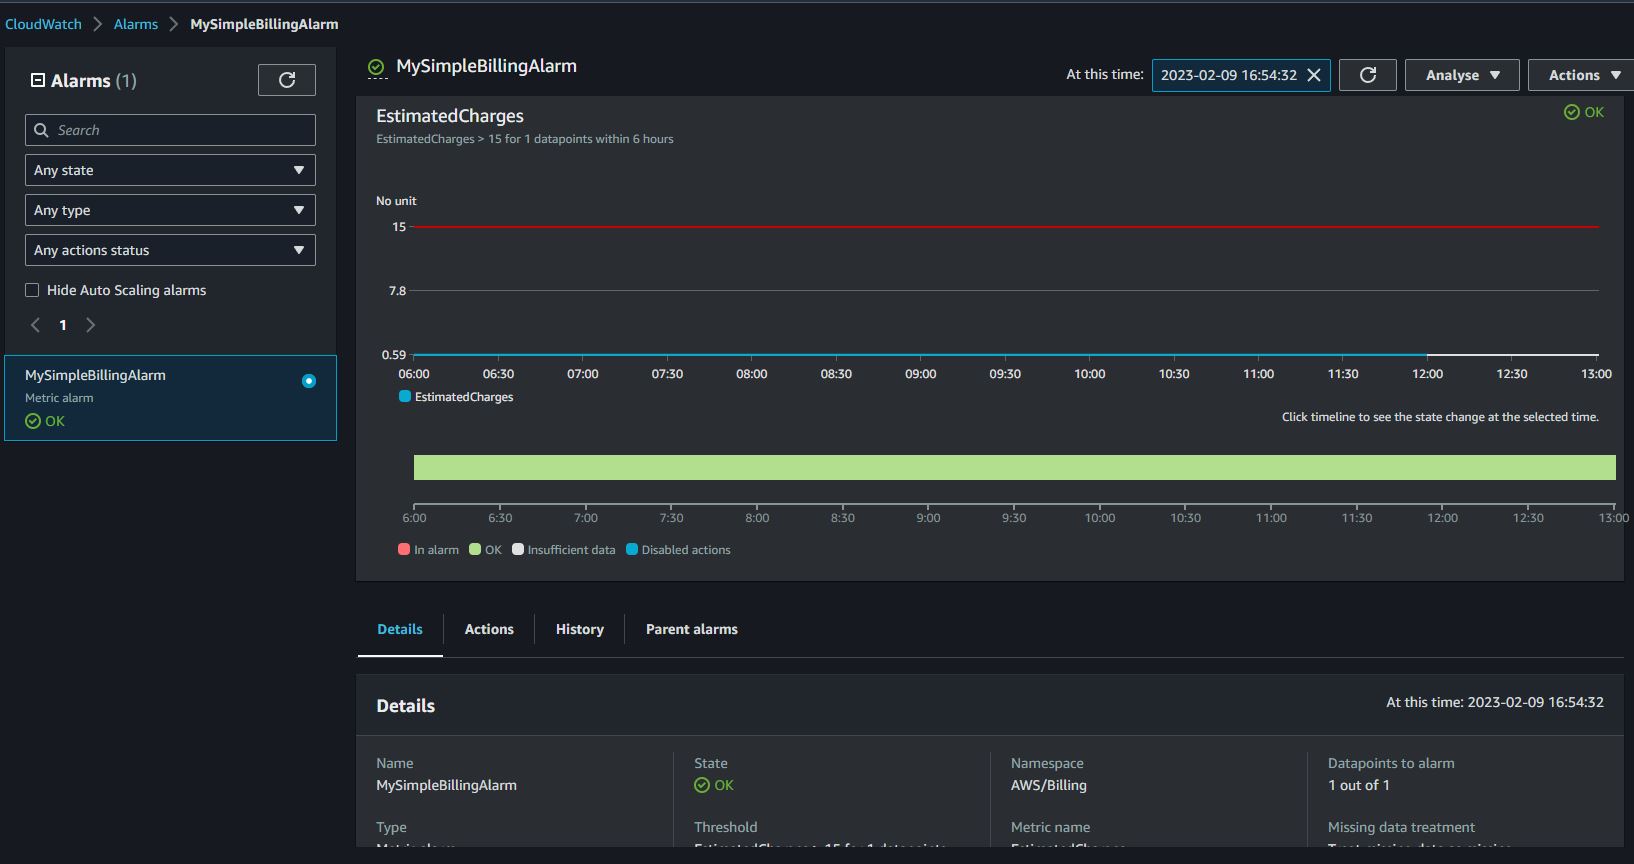 CloudWatch > Alarms > MySimpleBillingAlarm
Alarms (1)
Search
Any state
Any type
Any actions status
Hide Auto Scaling alarms
1
MySimpleBillingAlarm
Metric alarm
OK
MySimpleBillingAlarm
At this time: 2023-02-09 16:54:32
Analyse
Actions
EstimatedCharges
OK
EstimatedCharges > 15 for 1 datapoints within 6 hours
No unit
15
7.8
0.59
06:00 06:30 07:00 07:30 08:00 08:30 09:00 09:30 10:00 10:30 11:00 11:30 12:00 12:30 13:00
EstimatedCharges
Click timeline to see the state change at the selected time.
6:00 6:30 7:00 7:30 8:00 8:30 9:00 9:30 10:00 10:30 11:00 11:30 12:00 12:30 13:00
In alarm OK Insufficient data Disabled actions
Details Actions History Parent alarms
Details
At this time: 2023-02-09 16:54:32
Name State Namespace Datapoints to alarm
MySimpleBillingAlarm OK AWS/Billing 1 out of 1
Type Threshold Metric name Missing data treatment